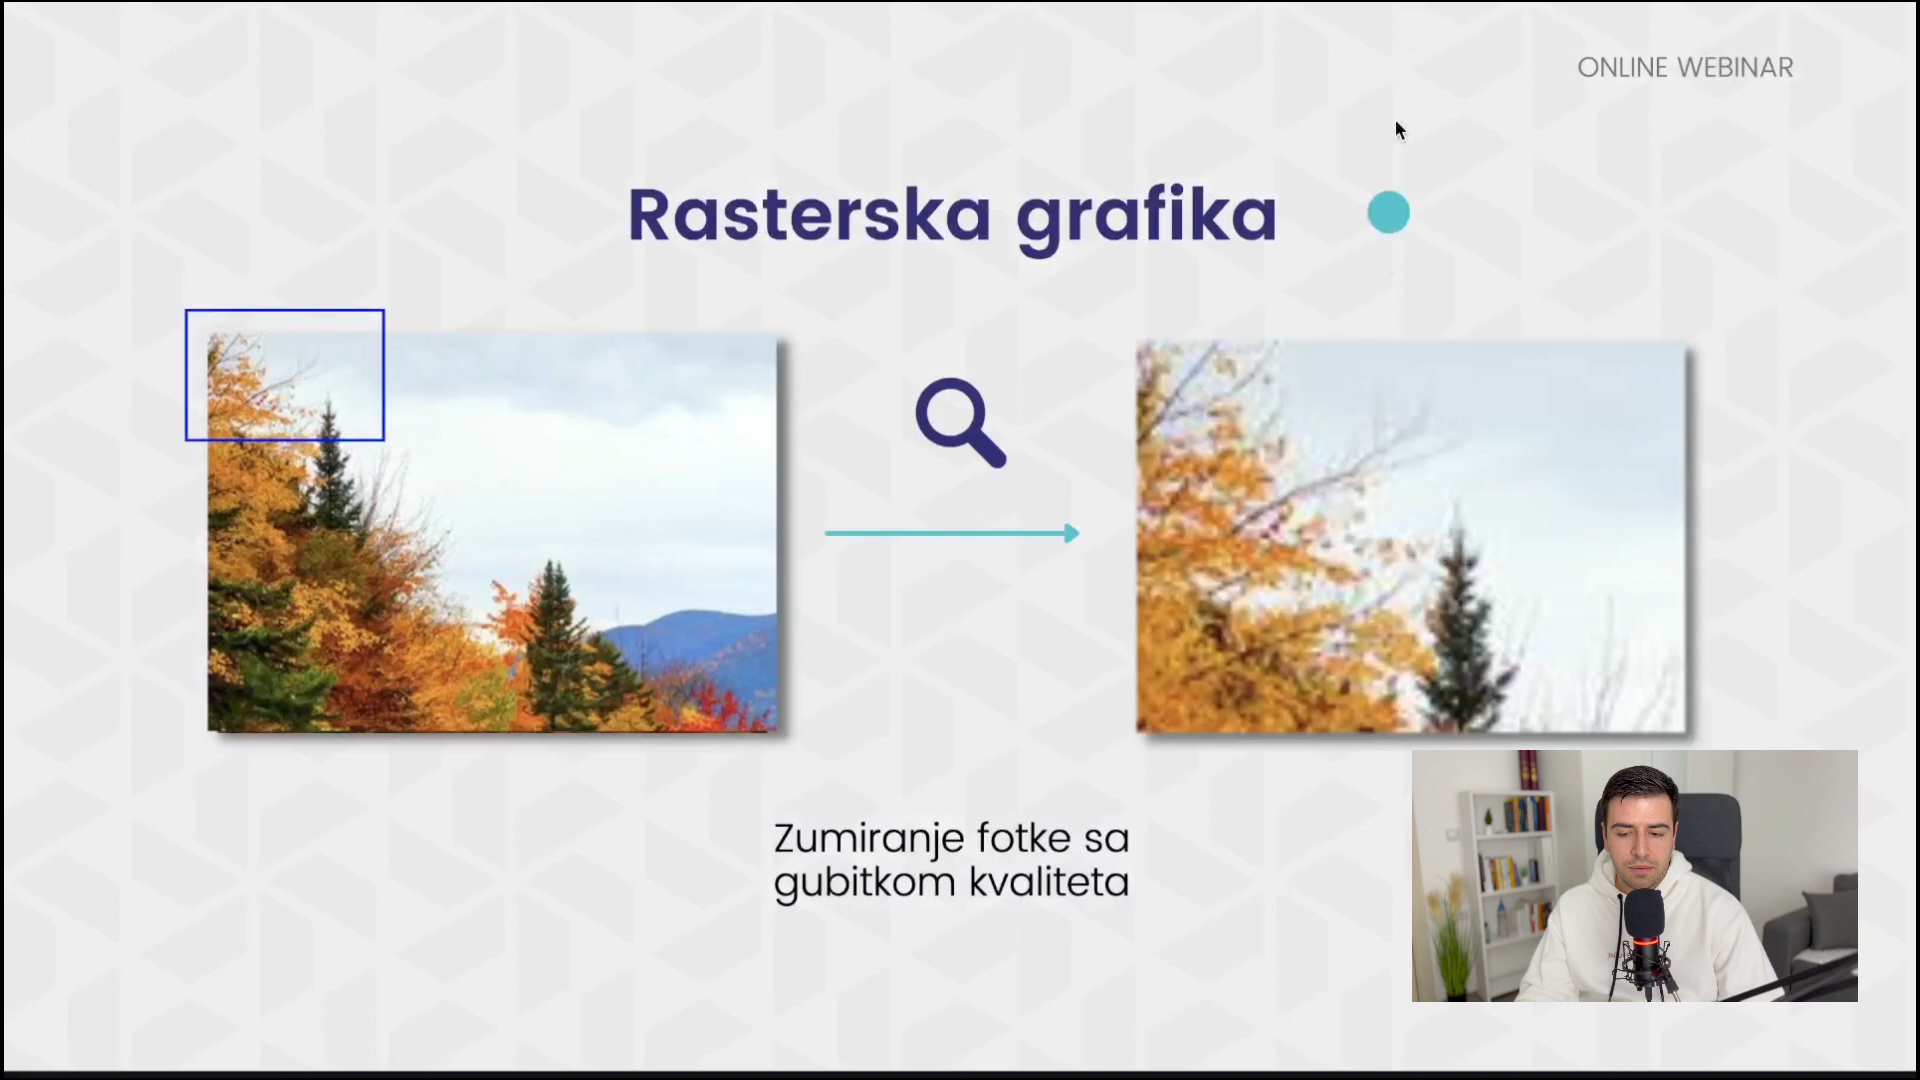 ONLINE WEBINAR
Rasterska grafika
Zumiranje fotke sa
gubitkom kvaliteta